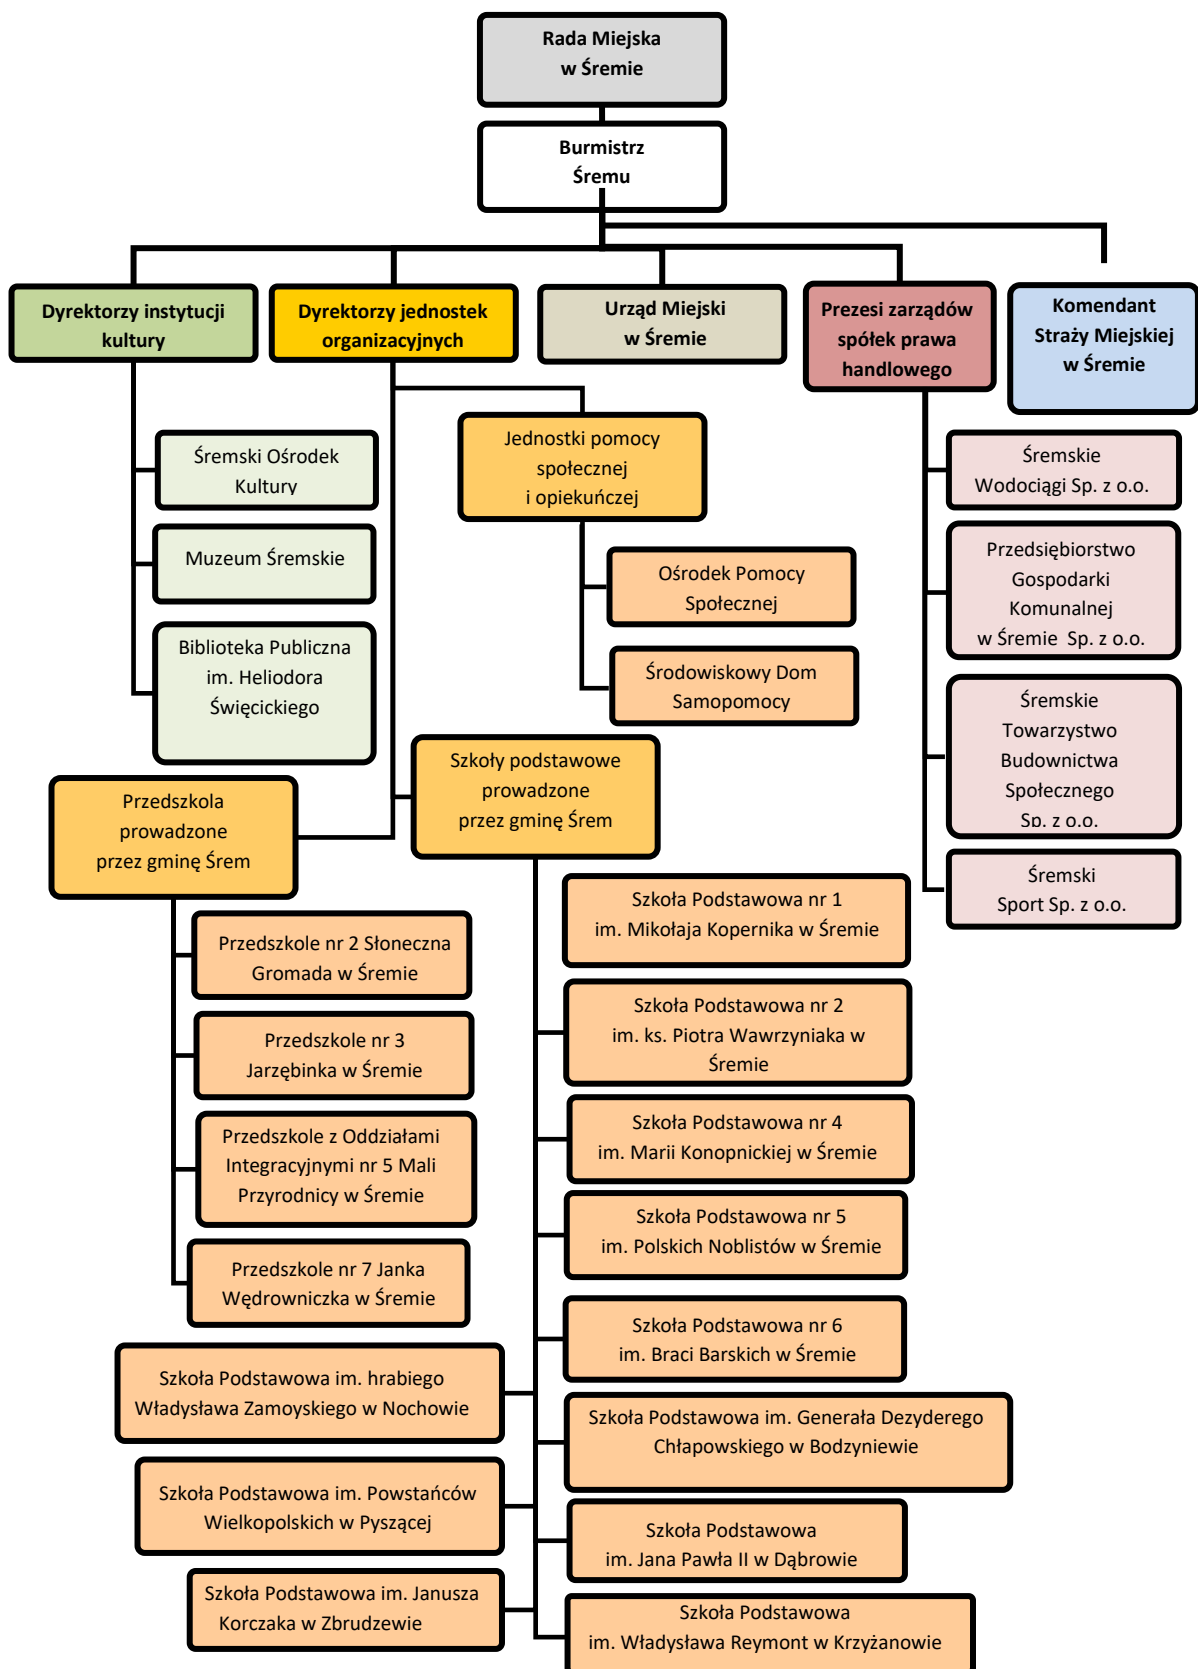 Rada Miejska
w Śremie
Burmistrz
Śremu
Dyrektorzy instytucji
kultury
Dyrektorzy jednostek
organizacyjnych
Urząd Miejski
w Śremie
Prezesi zarządów
spółek prawa
handlowego
Komendant
Straży Miejskiej
w Śremie
Śremski Ośrodek
Kultury
Muzeum Śremskie
Biblioteka Publiczna
im. Heliodora
Święcickiego
Jednostki pomocy
społecznej
i opiekuńczej
Ośrodek Pomocy
Społecznej
Środowiskowy Dom
Samopomocy
Śremskie
Wodociągi Sp. z o.o.
Przedsiębiorstwo
Gospodarki
Komunalnej
w Śremie Sp. z o.o.
Śremskie
Towarzystwo
Budownictwa
Społecznego
Sp. z o.o.
Śremski
Sport Sp. z o.o.
Przedszkola
prowadzone
przez gminę Śrem
Szkoły podstawowe
prowadzone
przez gminę Śrem
Przedszkole nr 2 Słoneczna
Gromada w Śremie
Przedszkole nr 3
Jarzębinka w Śremie
Przedszkole z Oddziałami
Integracyjnymi nr 5 Mali
Przyrodnicy w Śremie
Przedszkole nr 7 Janka
Wędrowniczka w Śremie
Szkoła Podstawowa nr 1
im. Mikołaja Kopernika w Śremie
Szkoła Podstawowa nr 2
im. ks. Piotra Wawrzyniaka w
Śremie
Szkoła Podstawowa nr 4
im. Marii Konopnickiej w Śremie
Szkoła Podstawowa nr 5
im. Polskich Noblistów w Śremie
Szkoła Podstawowa nr 6
im. Braci Barskich w Śremie
Szkoła Podstawowa im. hrabiego
Władysława Zamoyskiego w Nochowie
Szkoła Podstawowa im. Generała Dezyderego
Chłapowskiego w Bodzyniewie
Szkoła Podstawowa im. Powstańców
Wielkopolskich w Pyszącej
Szkoła Podstawowa
im. Jana Pawła II w Dąbrowie
Szkoła Podstawowa im. Janusza
Korczaka w Zbrudzewie
Szkoła Podstawowa
im. Władysława Reymont w Krzyżanowie